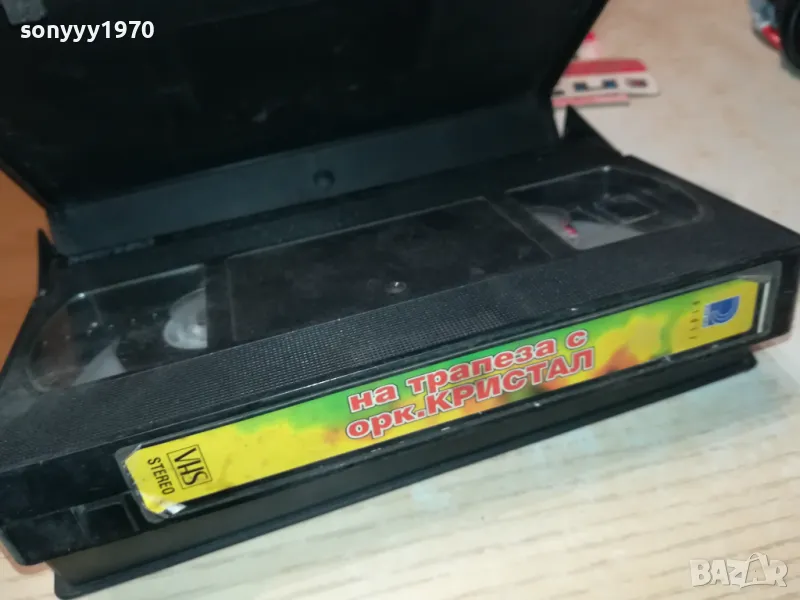 sonyyy1970
на трапеза с
орк.КРИСТАЛ
VHS
STEREO
BAZAR